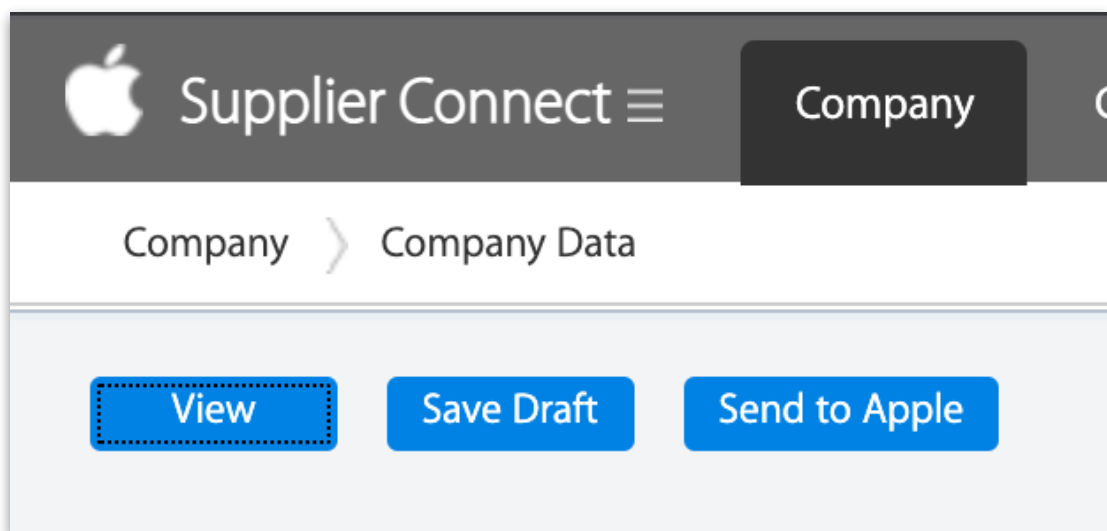 Supplier Connect Company
Company Company Data
View Save Draft Send to Apple